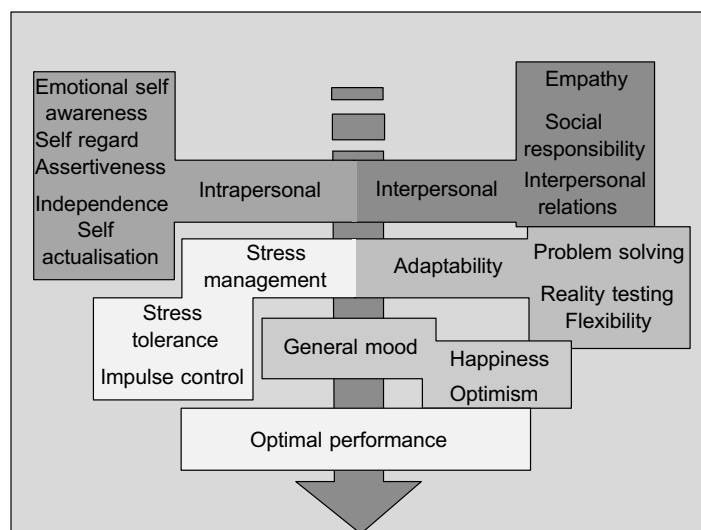 Emotional self
awareness
Self regard
Assertiveness
Independence
Self
actualisation
Intrapersonal
Interpersonal
Empathy
Social
responsibility
Interpersonal
relations
Stress
management
Adaptability
Problem solving
Reality testing
Flexibility
Stress
tolerance
Impulse control
General mood
Happiness
Optimism
Optimal performance